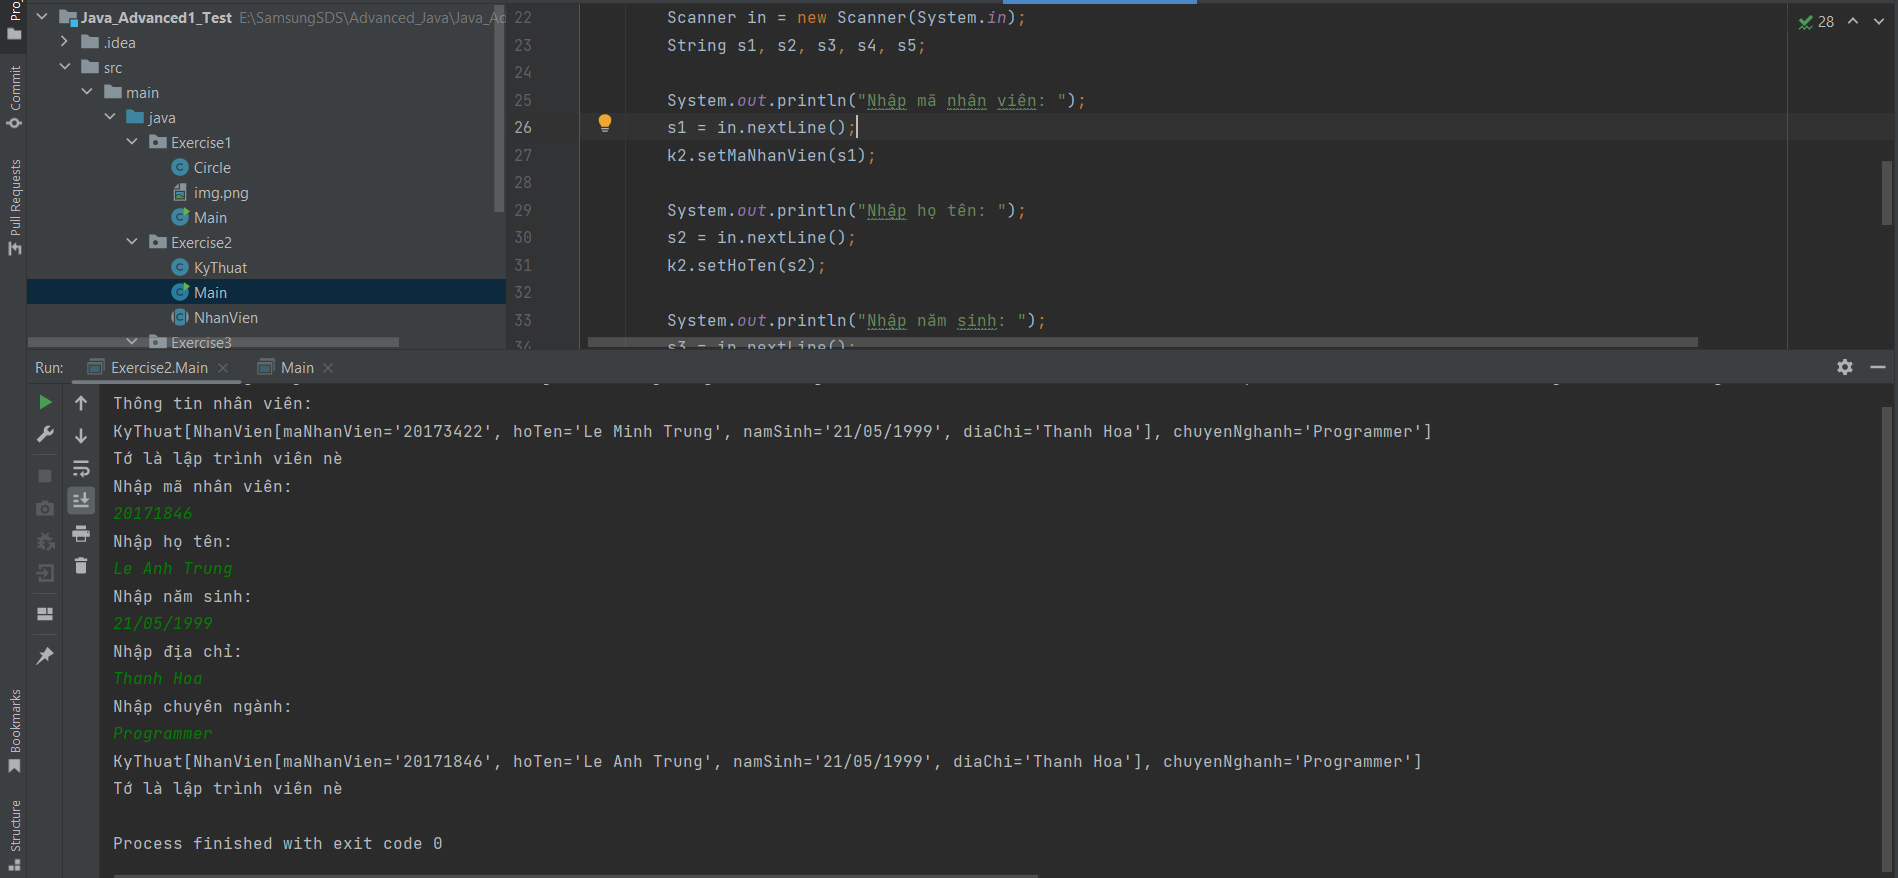 Java_Advanced1_Test E:\SamsungSDS\Advanced_Java\Java_Ad
.idea
src
main
java
Exercise1
Circle
img.png
Main
Exercise2
KyThuat
Main
NhanVien
Exercise3
Commit
Pull Requests
Bookmarks
Structure
22 Scanner in = new Scanner(System.in);
23 String s1, s2, s3, s4, s5;
24
25 System.out.println("Nhập mã nhân viên: ");
26 s1 = in.nextLine();
27 k2.setMaNhanVien(s1);
28
29 System.out.println("Nhập họ tên: ");
30 s2 = in.nextLine();
31 k2.setHoTen(s2);
32
33 System.out.println("Nhập năm sinh: ");
34 s3 = in.nextLine();
28
Run: Exercise2.Main Main
Thông tin nhân viên:
KyThuat[NhanVien[maNhanVien='20173422', hoTen='Le Minh Trung', namSinh='21/05/1999', diaChi='Thanh Hoa'], chuyenNghanh='Programmer']
Tớ là lập trình viên nè
Nhập mã nhân viên:
20171846
Nhập họ tên:
Le Anh Trung
Nhập năm sinh:
21/05/1999
Nhập địa chỉ:
Thanh Hoa
Nhập chuyên ngành:
Programmer
KyThuat[NhanVien[maNhanVien='20171846', hoTen='Le Anh Trung', namSinh='21/05/1999', diaChi='Thanh Hoa'], chuyenNghanh='Programmer']
Tớ là lập trình viên nè
Process finished with exit code 0